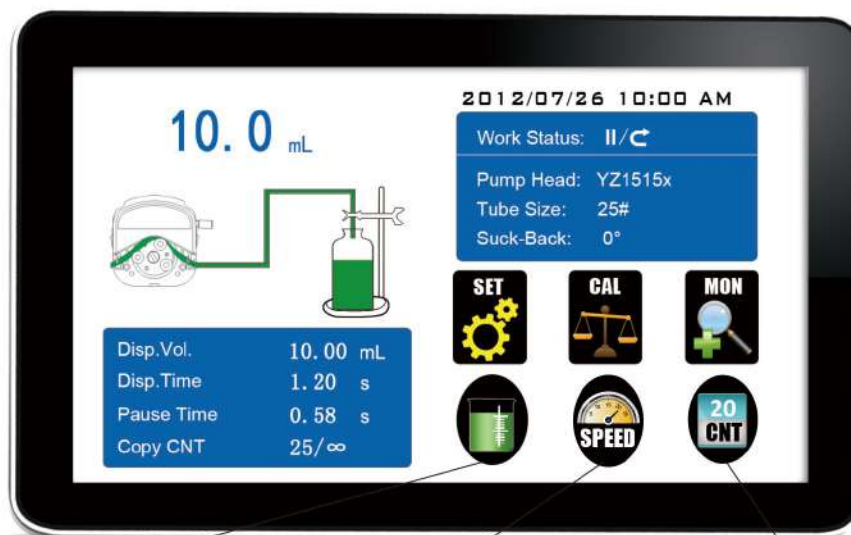 2012/07/26 10:00 AM
10.0 mL
Work Status: II/
Pump Head: YZ1515x
Tube Size: 25#
Suck-Back: 0°
SET
CAL
MON
Disp.Vol. 10.00 mL
Disp.Time 1.20 s
Pause Time 0.58 s
Copy CNT 25/∞
SPEED
20
CNT